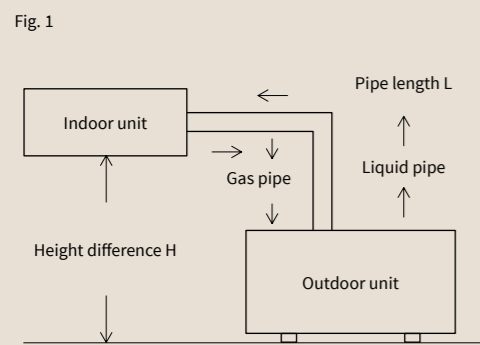 Fig. 1
Pipe length L
Indoor unit
Liquid pipe
Gas pipe
Height difference H
Outdoor unit